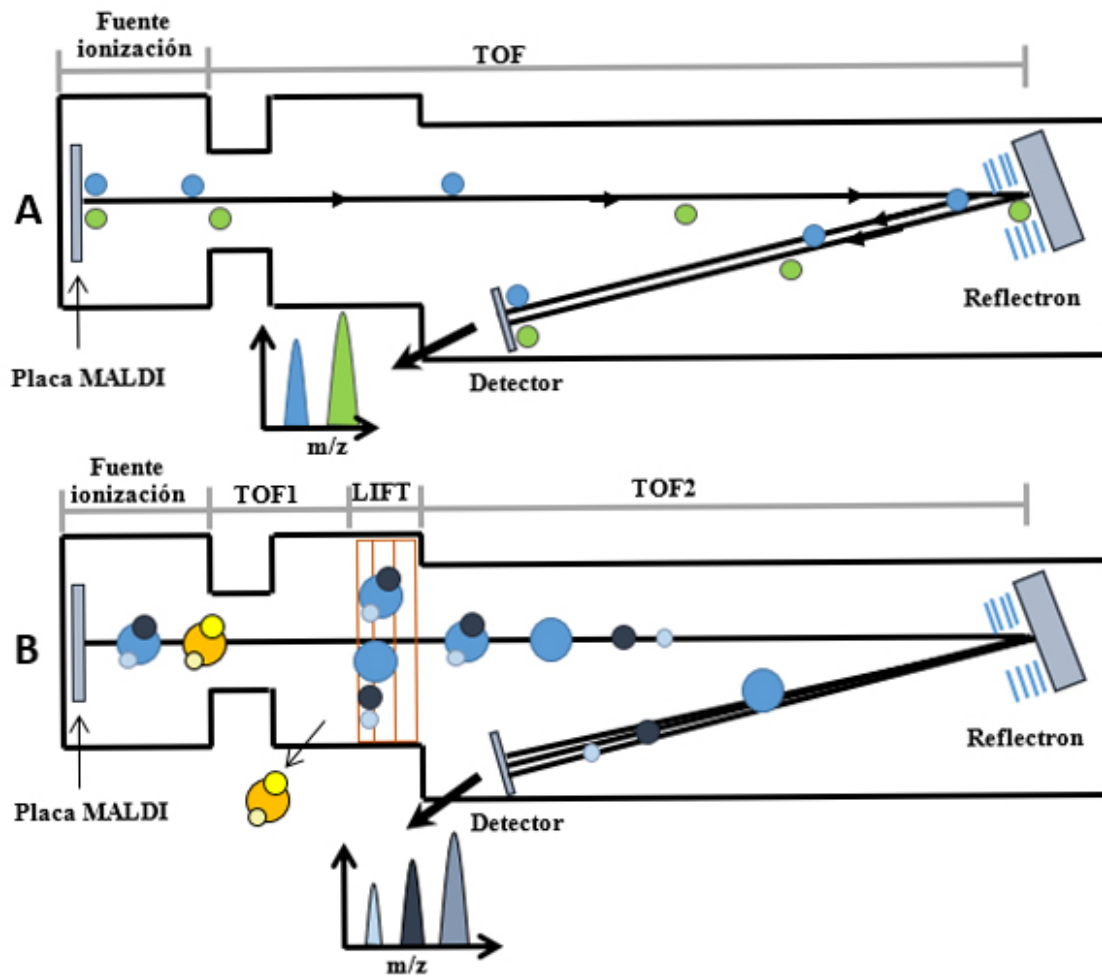 Fuente
ionización
TOF
A
Reflectron
Placa MALDI
Detector
m/z
Fuente
ionización
TOF1
LIFT
TOF2
B
Reflectron
Placa MALDI
Detector
m/z